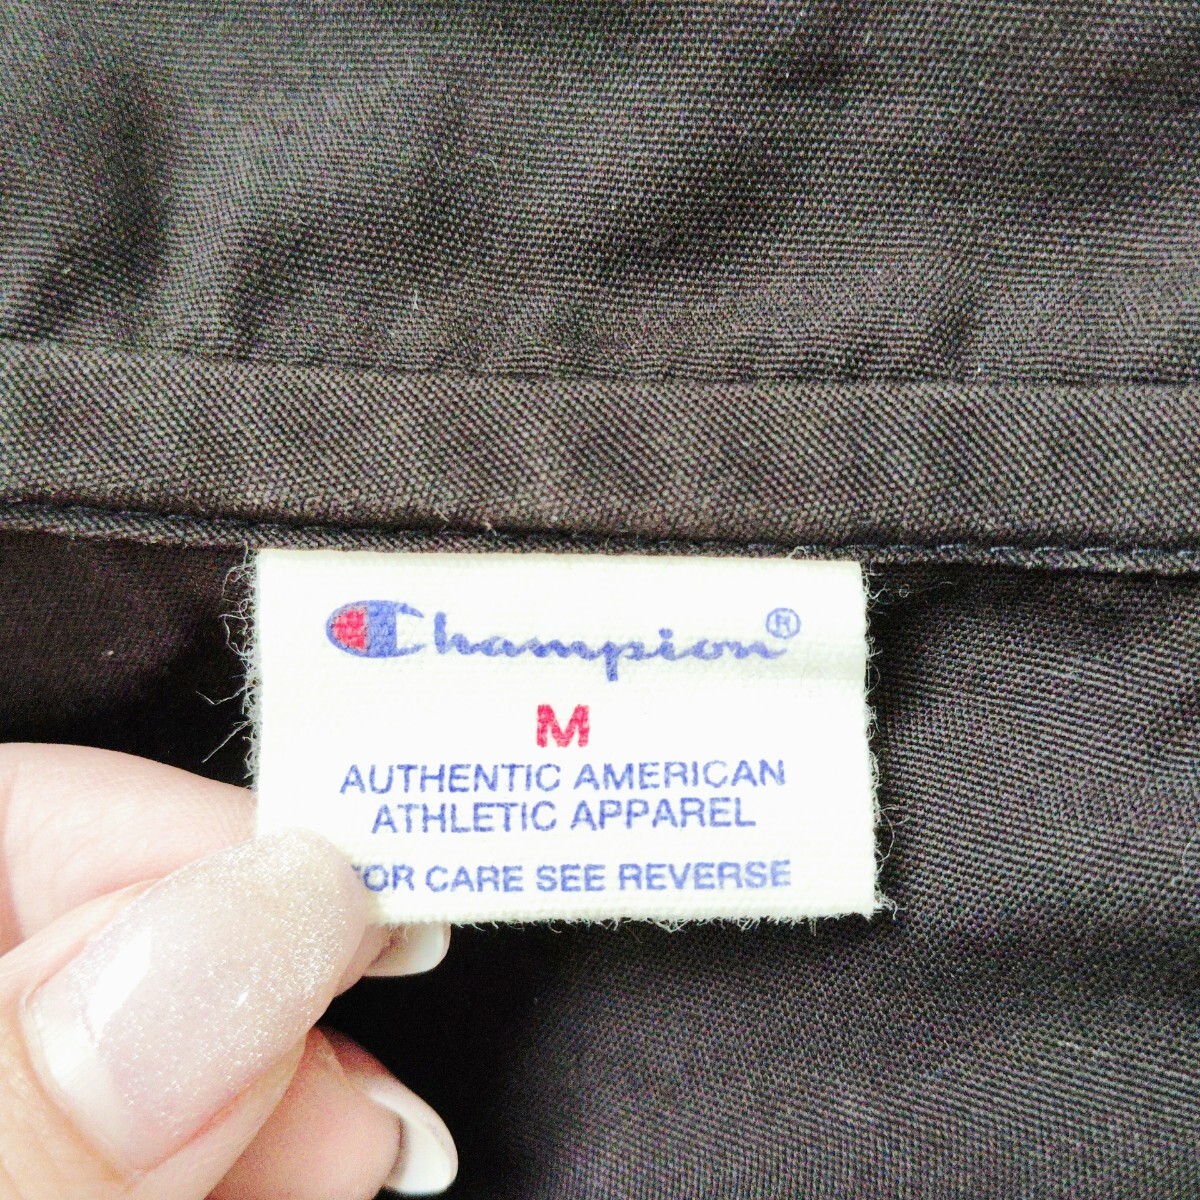 Champion®
M
AUTHENTIC AMERICAN
ATHLETIC APPAREL
FOR CARE SEE REVERSE